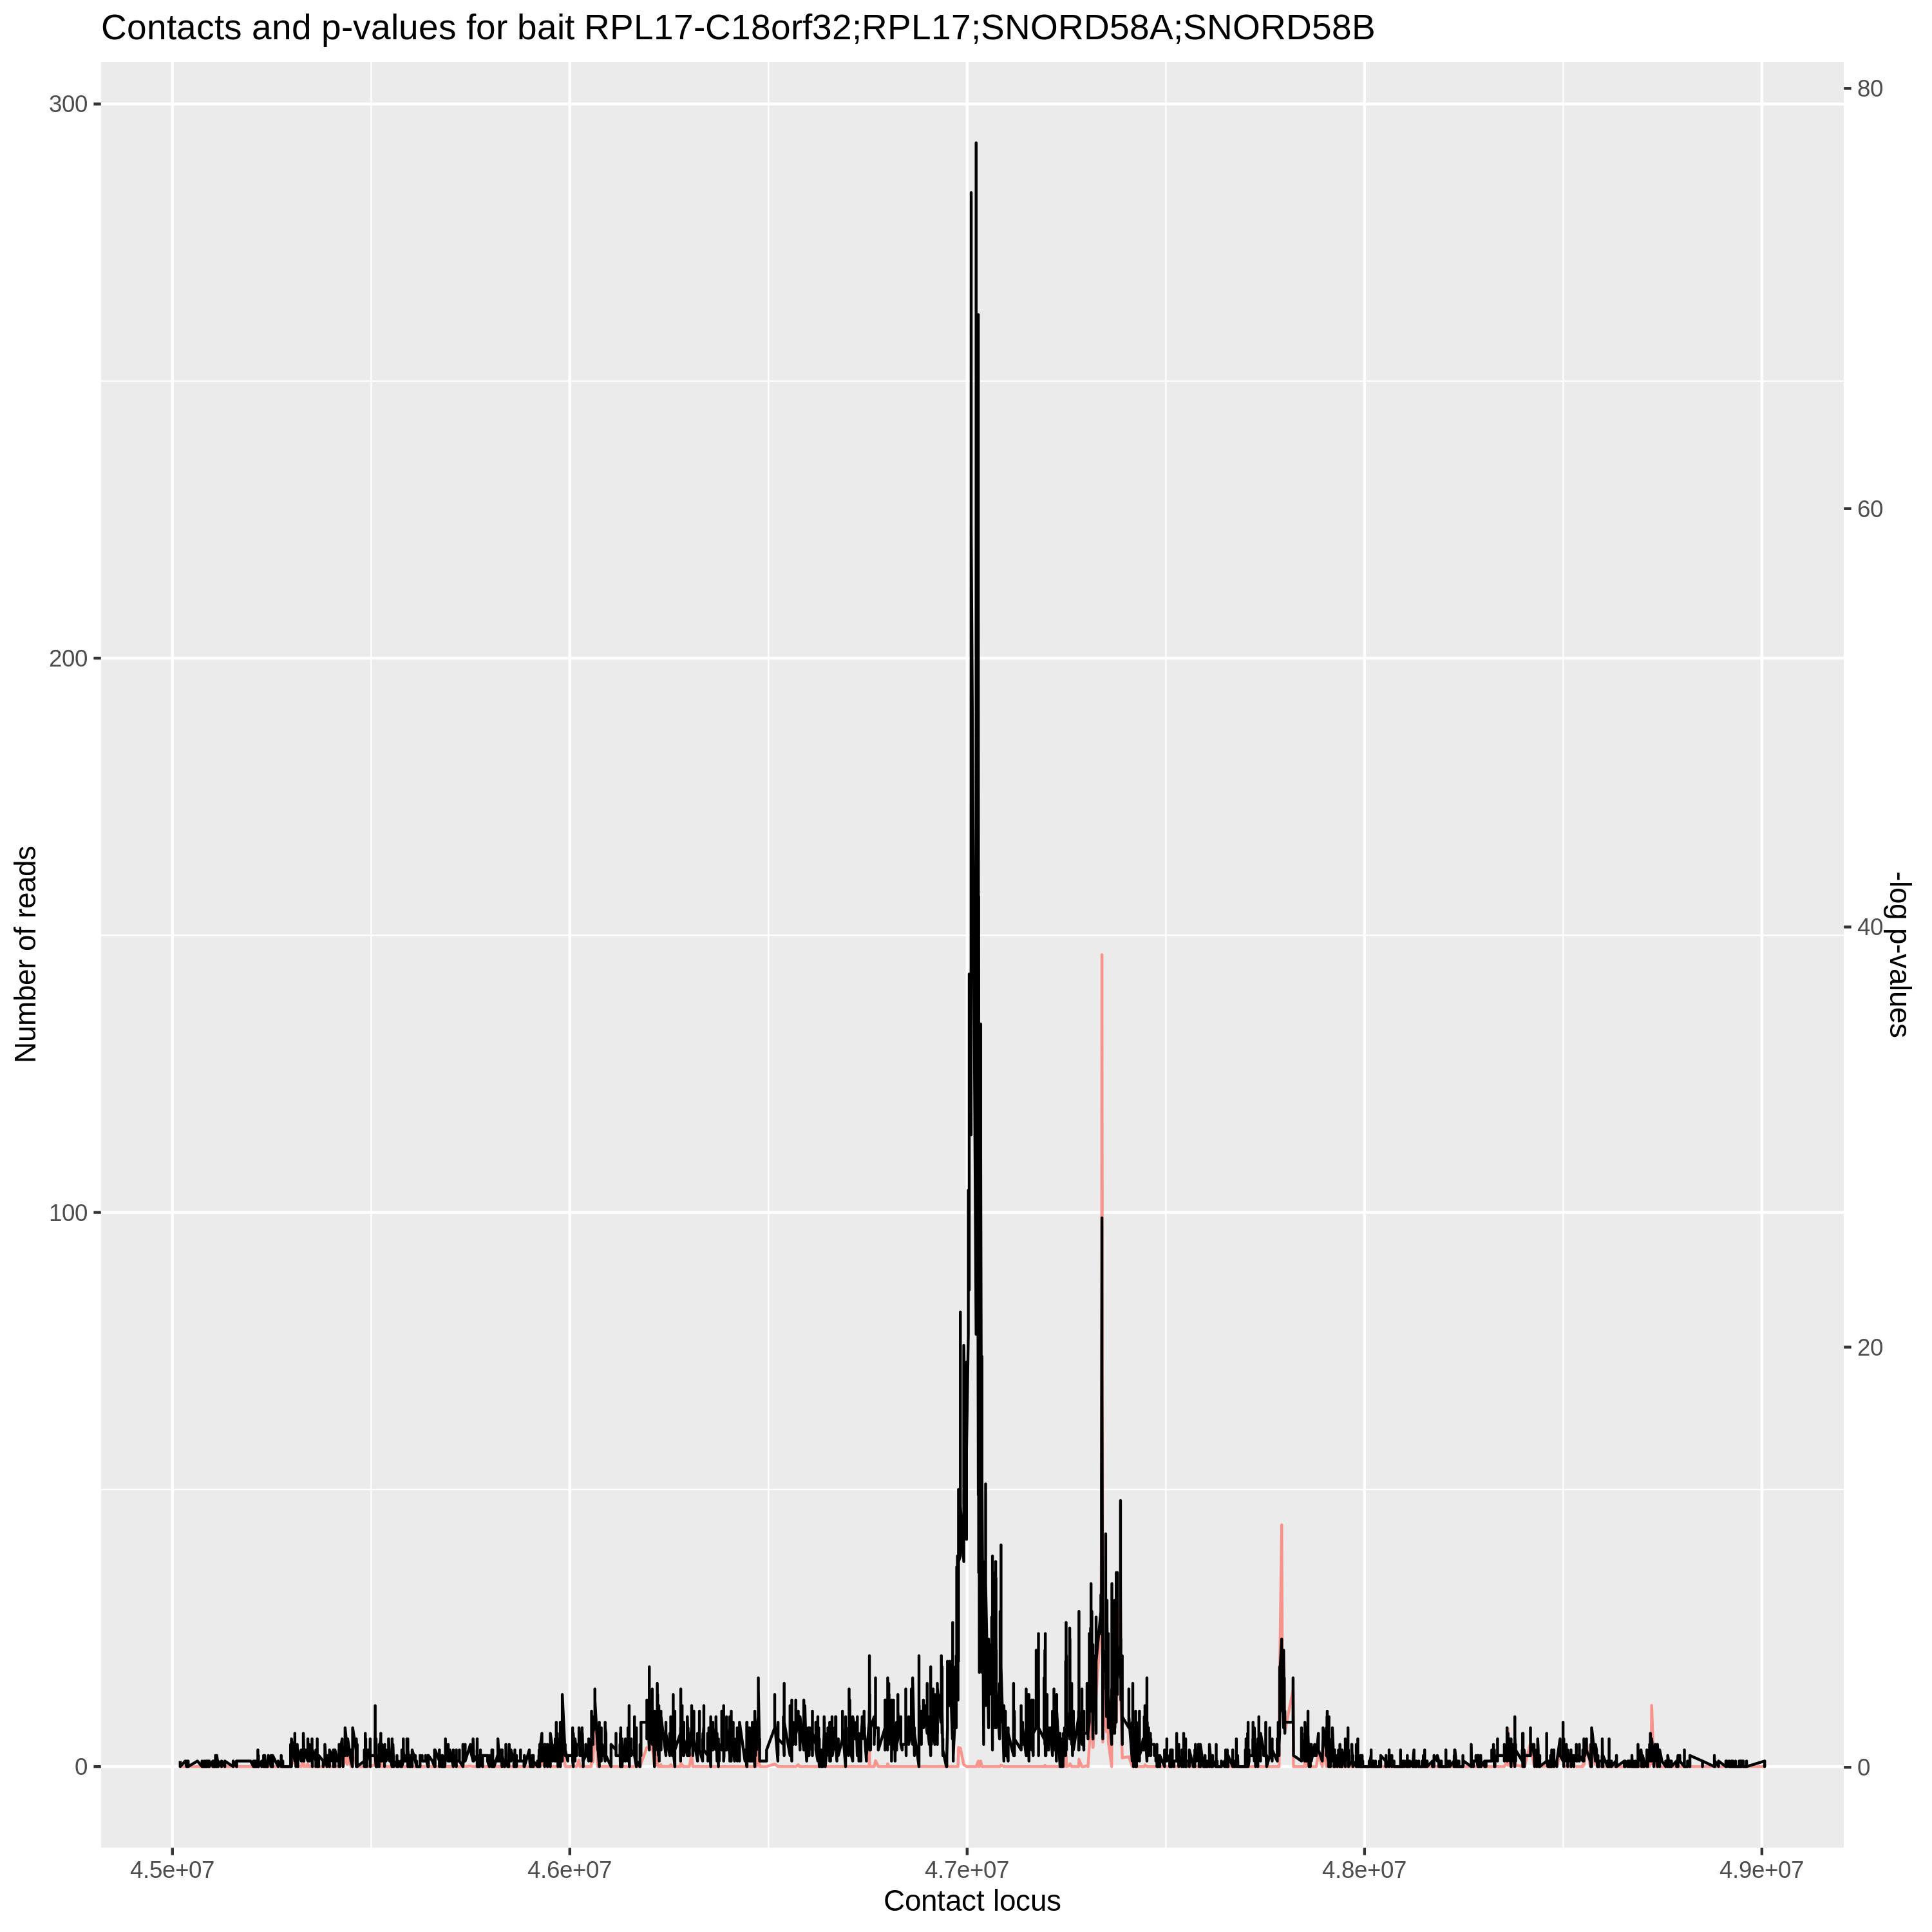 Contacts and p-values for bait RPL17-C18orf32;RPL17;SNORD58A;SNORD58B
300
200
100
0
Number of reads
80
60
40
20
0
-log p-values
4.5e+07 4.6e+07 4.7e+07 4.8e+07 4.9e+07
Contact locus